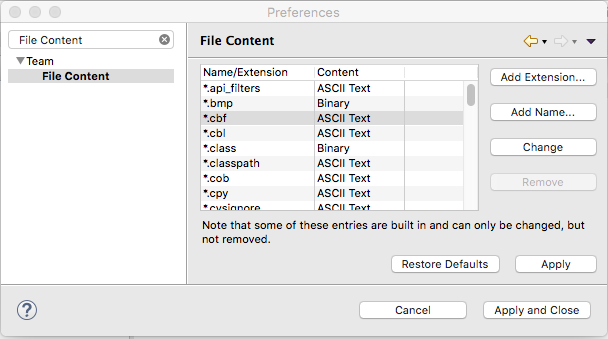 Preferences
File Content
File Content
Team
File Content
Name/Extension Content
*.api_filters ASCII Text
*.bmp Binary
*.cbf ASCII Text
*.cbl ASCII Text
*.class Binary
*.classpath ASCII Text
*.cob ASCII Text
*.cpy ASCII Text
*.cvsignore ASCII Text
Add Extension...
Add Name...
Change
Remove
Note that some of these entries are built in and can only be changed, but
not removed.
Restore Defaults Apply
? Cancel Apply and Close